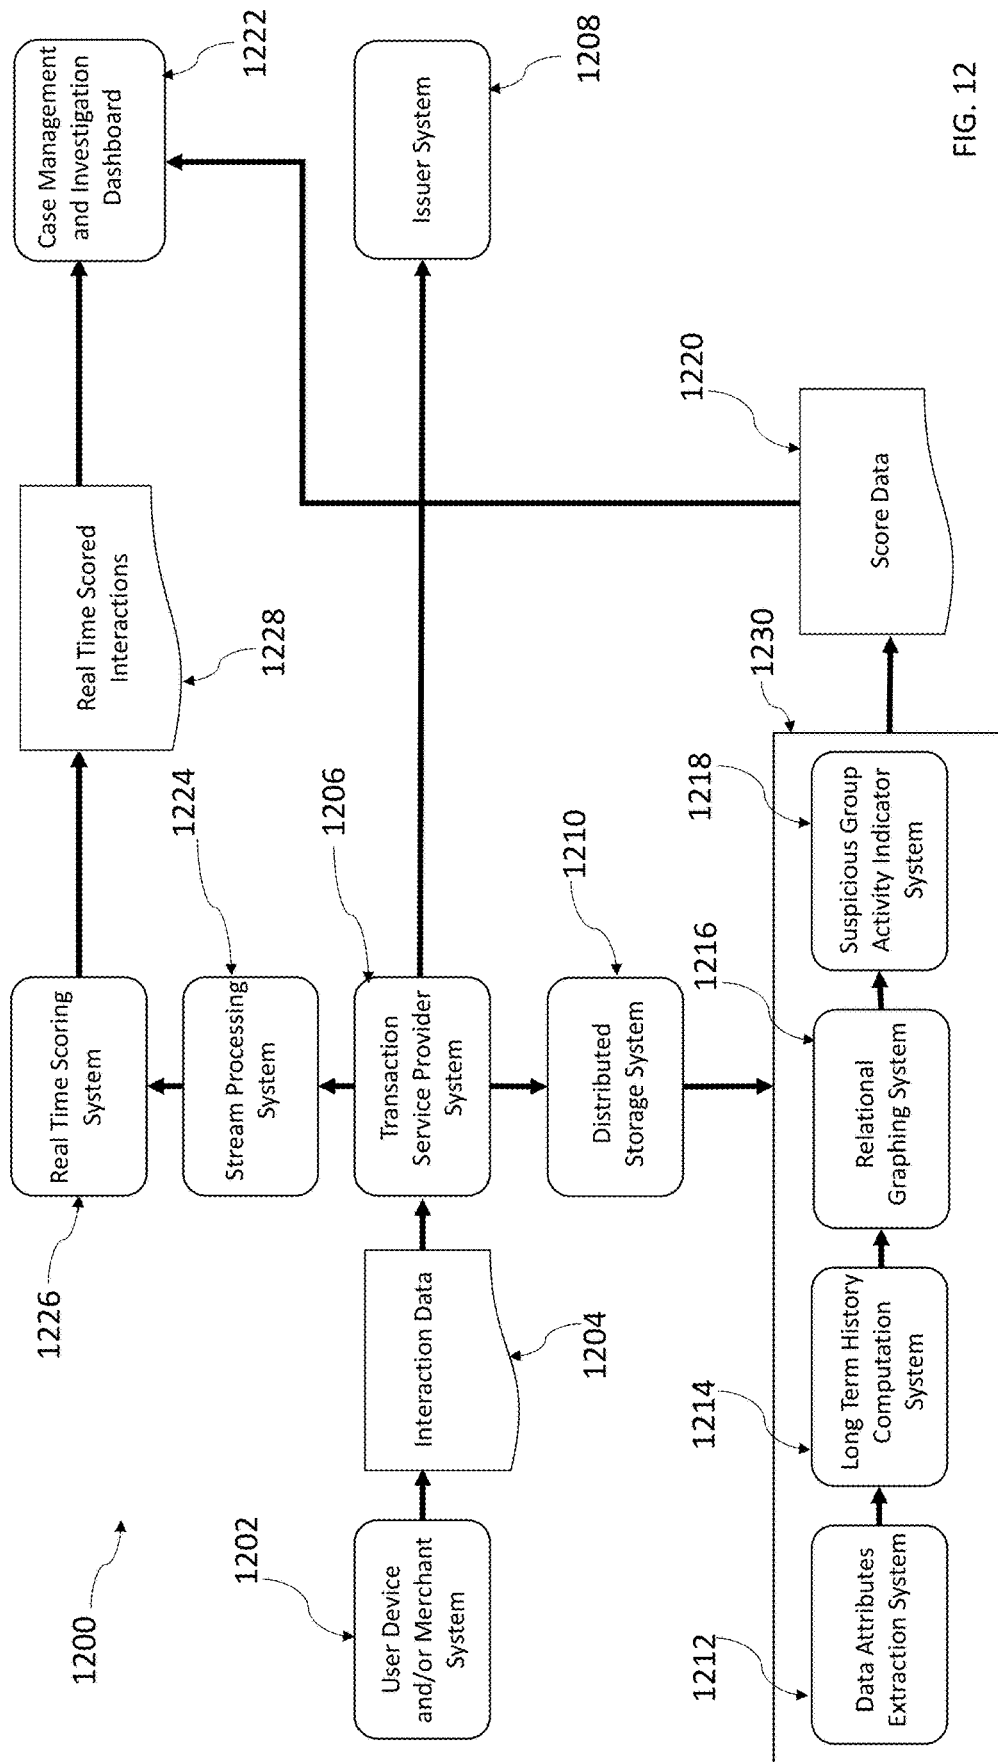 1200
1226
Real Time Scoring
System
Real Time Scored
Interactions
1228
Case Management
and Investigation
Dashboard
1222
1224
Stream Processing
System
1202
User Device
and/or Merchant
System
Interaction Data
1204
1206
Transaction
Service Provider
System
Issuer System
1208
1210
Distributed
Storage System
1212
Data Attributes
Extraction System
1214
Long Term History
Computation
System
1216
Relational
Graphing System
1218
Suspicious Group
Activity Indicator
System
1230
1220
Score Data
FIG. 12